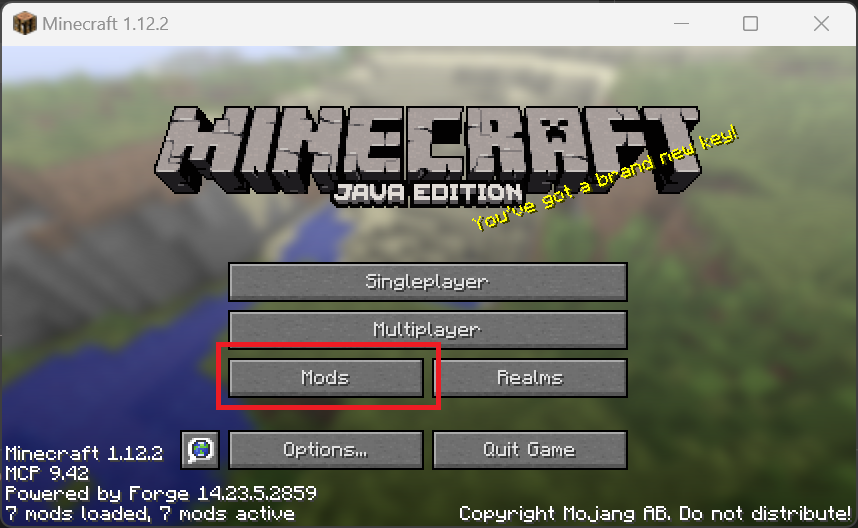 Minecraft 1.12.2
MINECRAFT
JAVA EDITION
You've got a brand new key!
Singleplayer
Multiplayer
Mods
Realms
Options...
Quit Game
Minecraft 1.12.2
MCP 9.42
Powered by Forge 14.23.5.2859
7 mods loaded, 7 mods active
Copyright Mojang AB. Do not distribute!